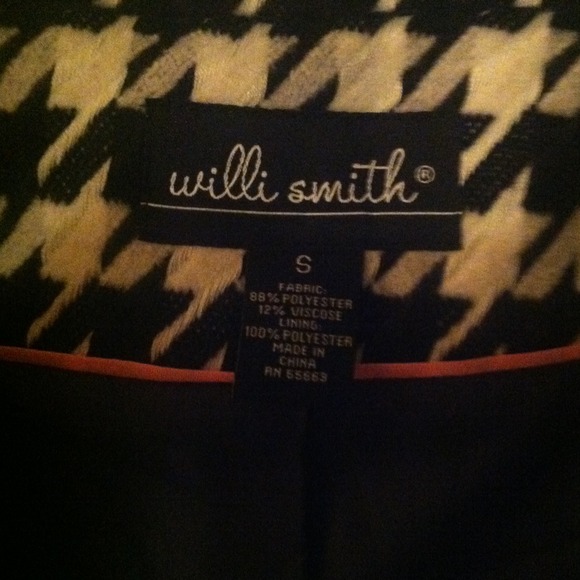 willi smith®
S
FABRIC:
88% POLYESTER
12% VISCOSE
LINING:
100% POLYESTER
MADE IN
CHINA
RN 65663